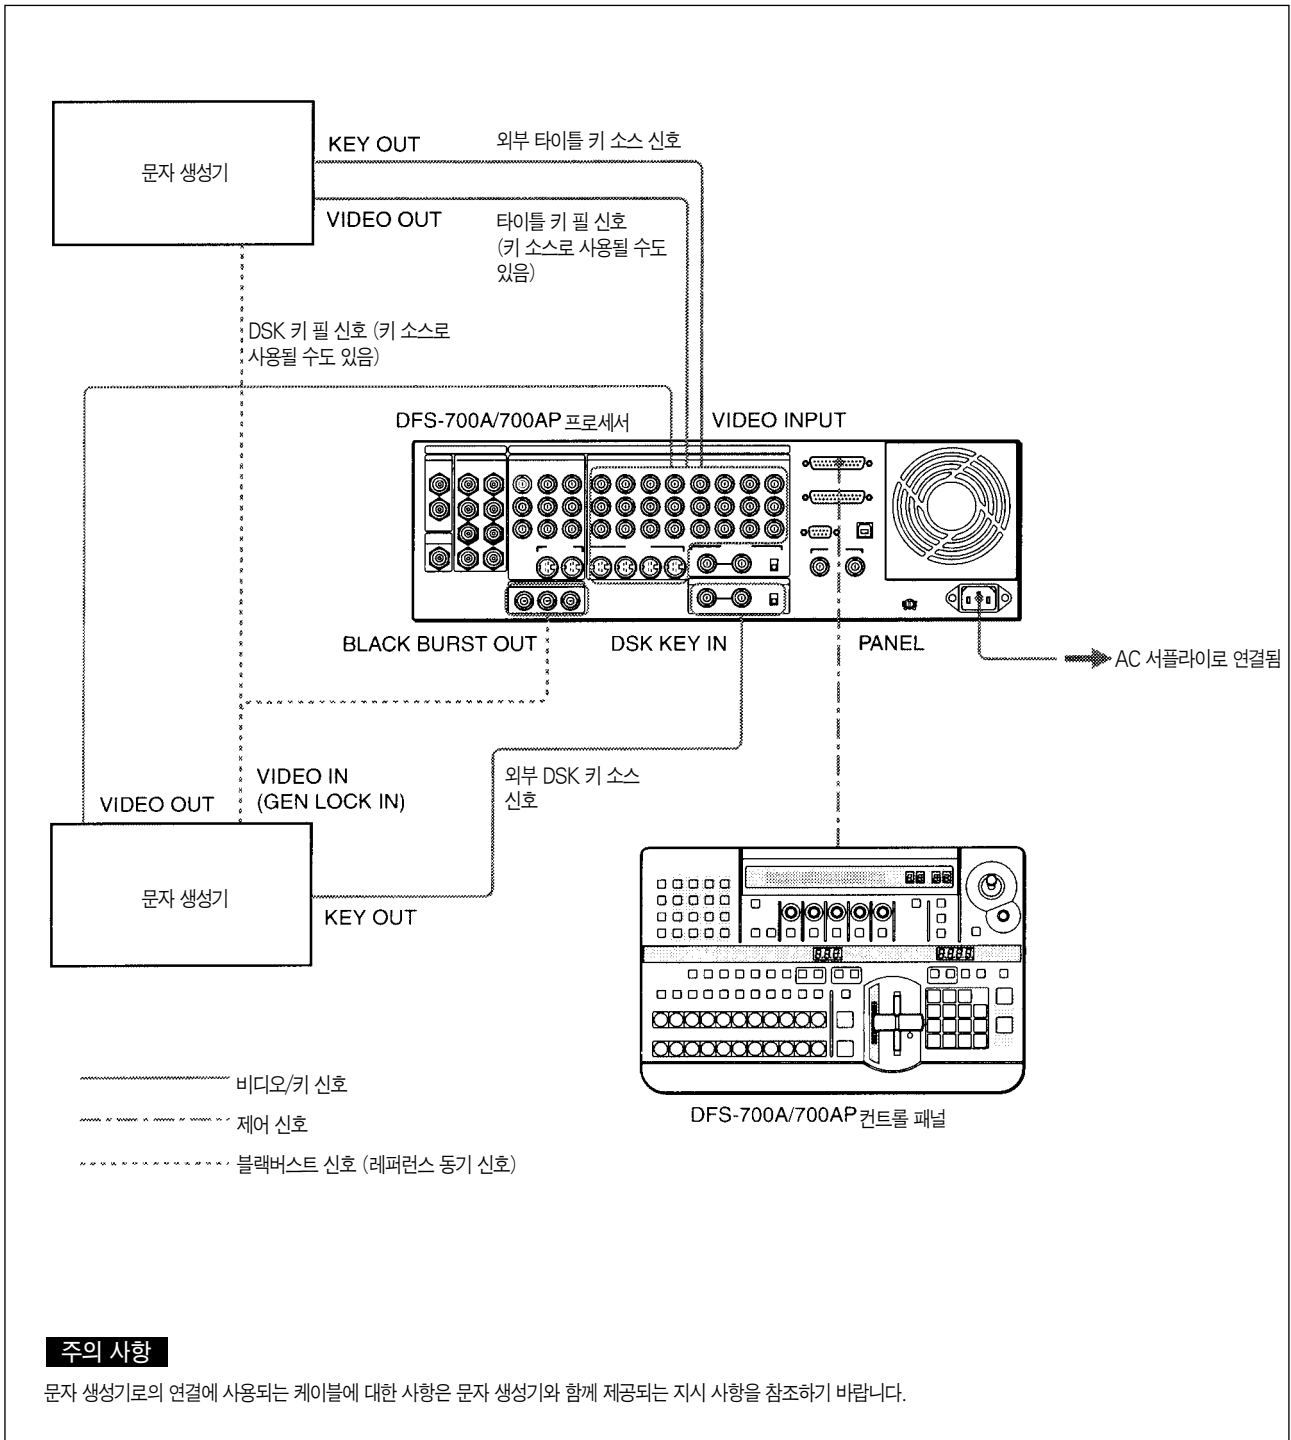 문자 생성기
KEY OUT
외부 타이틀 키 소스 신호
VIDEO OUT
타이틀 키 필 신호
(키 소스로 사용될 수도
있음)
DSK 키 필 신호 (키 소스로
사용될 수도 있음)
DFS-700A/700AP 프로세서
VIDEO INPUT
BLACK BURST OUT
DSK KEY IN
PANEL
AC 서플라이로 연결됨
외부 DSK 키 소스
신호
VIDEO IN
(GEN LOCK IN)
VIDEO OUT
문자 생성기
KEY OUT
DFS-700A/700AP 컨트롤 패널
비디오/키 신호
제어 신호
블랙버스트 신호 (레퍼런스 동기 신호)
주의 사항
문자 생성기로의 연결에 사용되는 케이블에 대한 사항은 문자 생성기와 함께 제공되는 지시 사항을 참조하기 바랍니다.